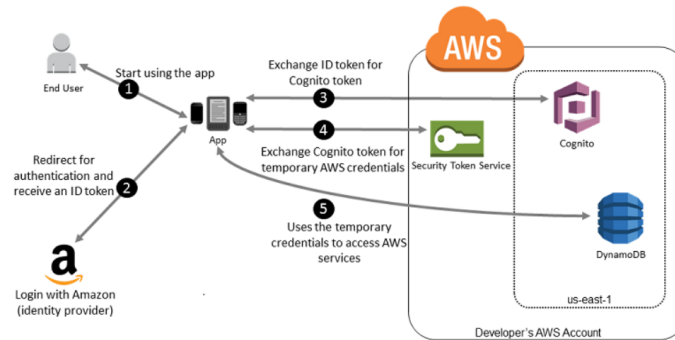 AWS
End User
1
Start using the app
App
Exchange ID token for
Cognito token
3
4
Exchange Cognito token for
temporary AWS credentials
Security Token Service
Cognito
Redirect for
authentication and
receive an ID token
2
5
Uses the temporary
credentials to access AWS
services
DynamoDB
a
Login with Amazon
(identity provider)
us-east-1
Developer's AWS Account